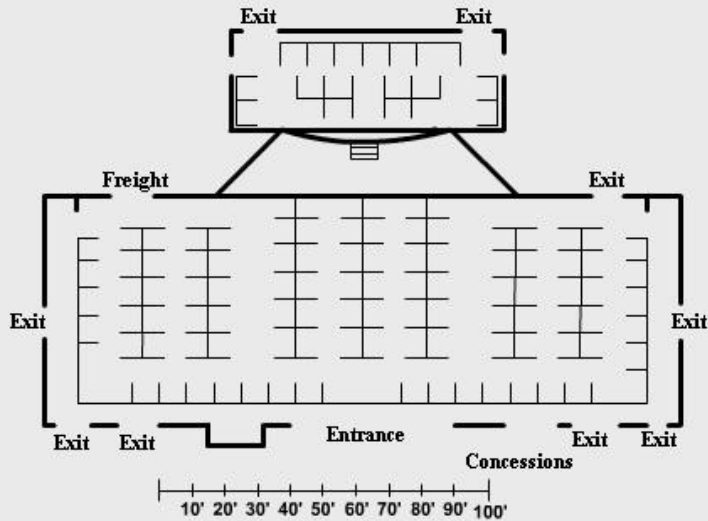 Exit Exit
Freight Exit
Exit Exit
Exit Exit Entrance Exit Exit
Concessions
10' 20' 30' 40' 50' 60' 70' 80' 90' 100'